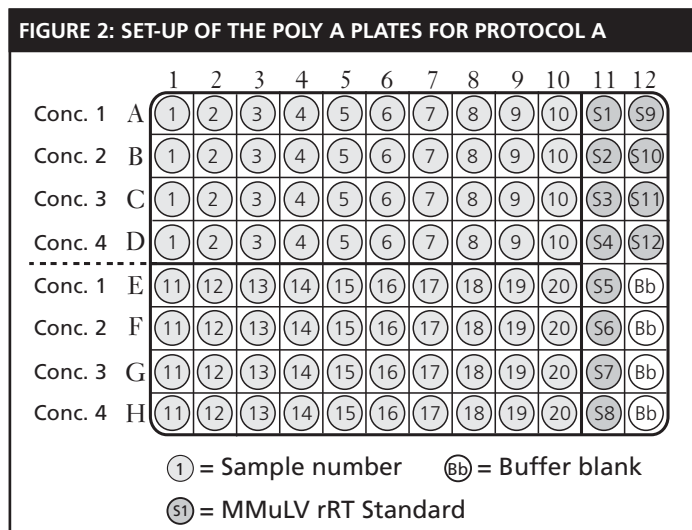 FIGURE 2: SET-UP OF THE POLY A PLATES FOR PROTOCOL A
1 2 3 4 5 6 7 8 9 10 11 12
Conc. 1 A 1 2 3 4 5 6 7 8 9 10 S1 S9
Conc. 2 B 1 2 3 4 5 6 7 8 9 10 S2 S10
Conc. 3 C 1 2 3 4 5 6 7 8 9 10 S3 S11
Conc. 4 D 1 2 3 4 5 6 7 8 9 10 S4 S12
Conc. 1 E 11 12 13 14 15 16 17 18 19 20 S5 Bb
Conc. 2 F 11 12 13 14 15 16 17 18 19 20 S6 Bb
Conc. 3 G 11 12 13 14 15 16 17 18 19 20 S7 Bb
Conc. 4 H 11 12 13 14 15 16 17 18 19 20 S8 Bb
1 = Sample number Bb = Buffer blank
S1 = MMuLV rRT Standard